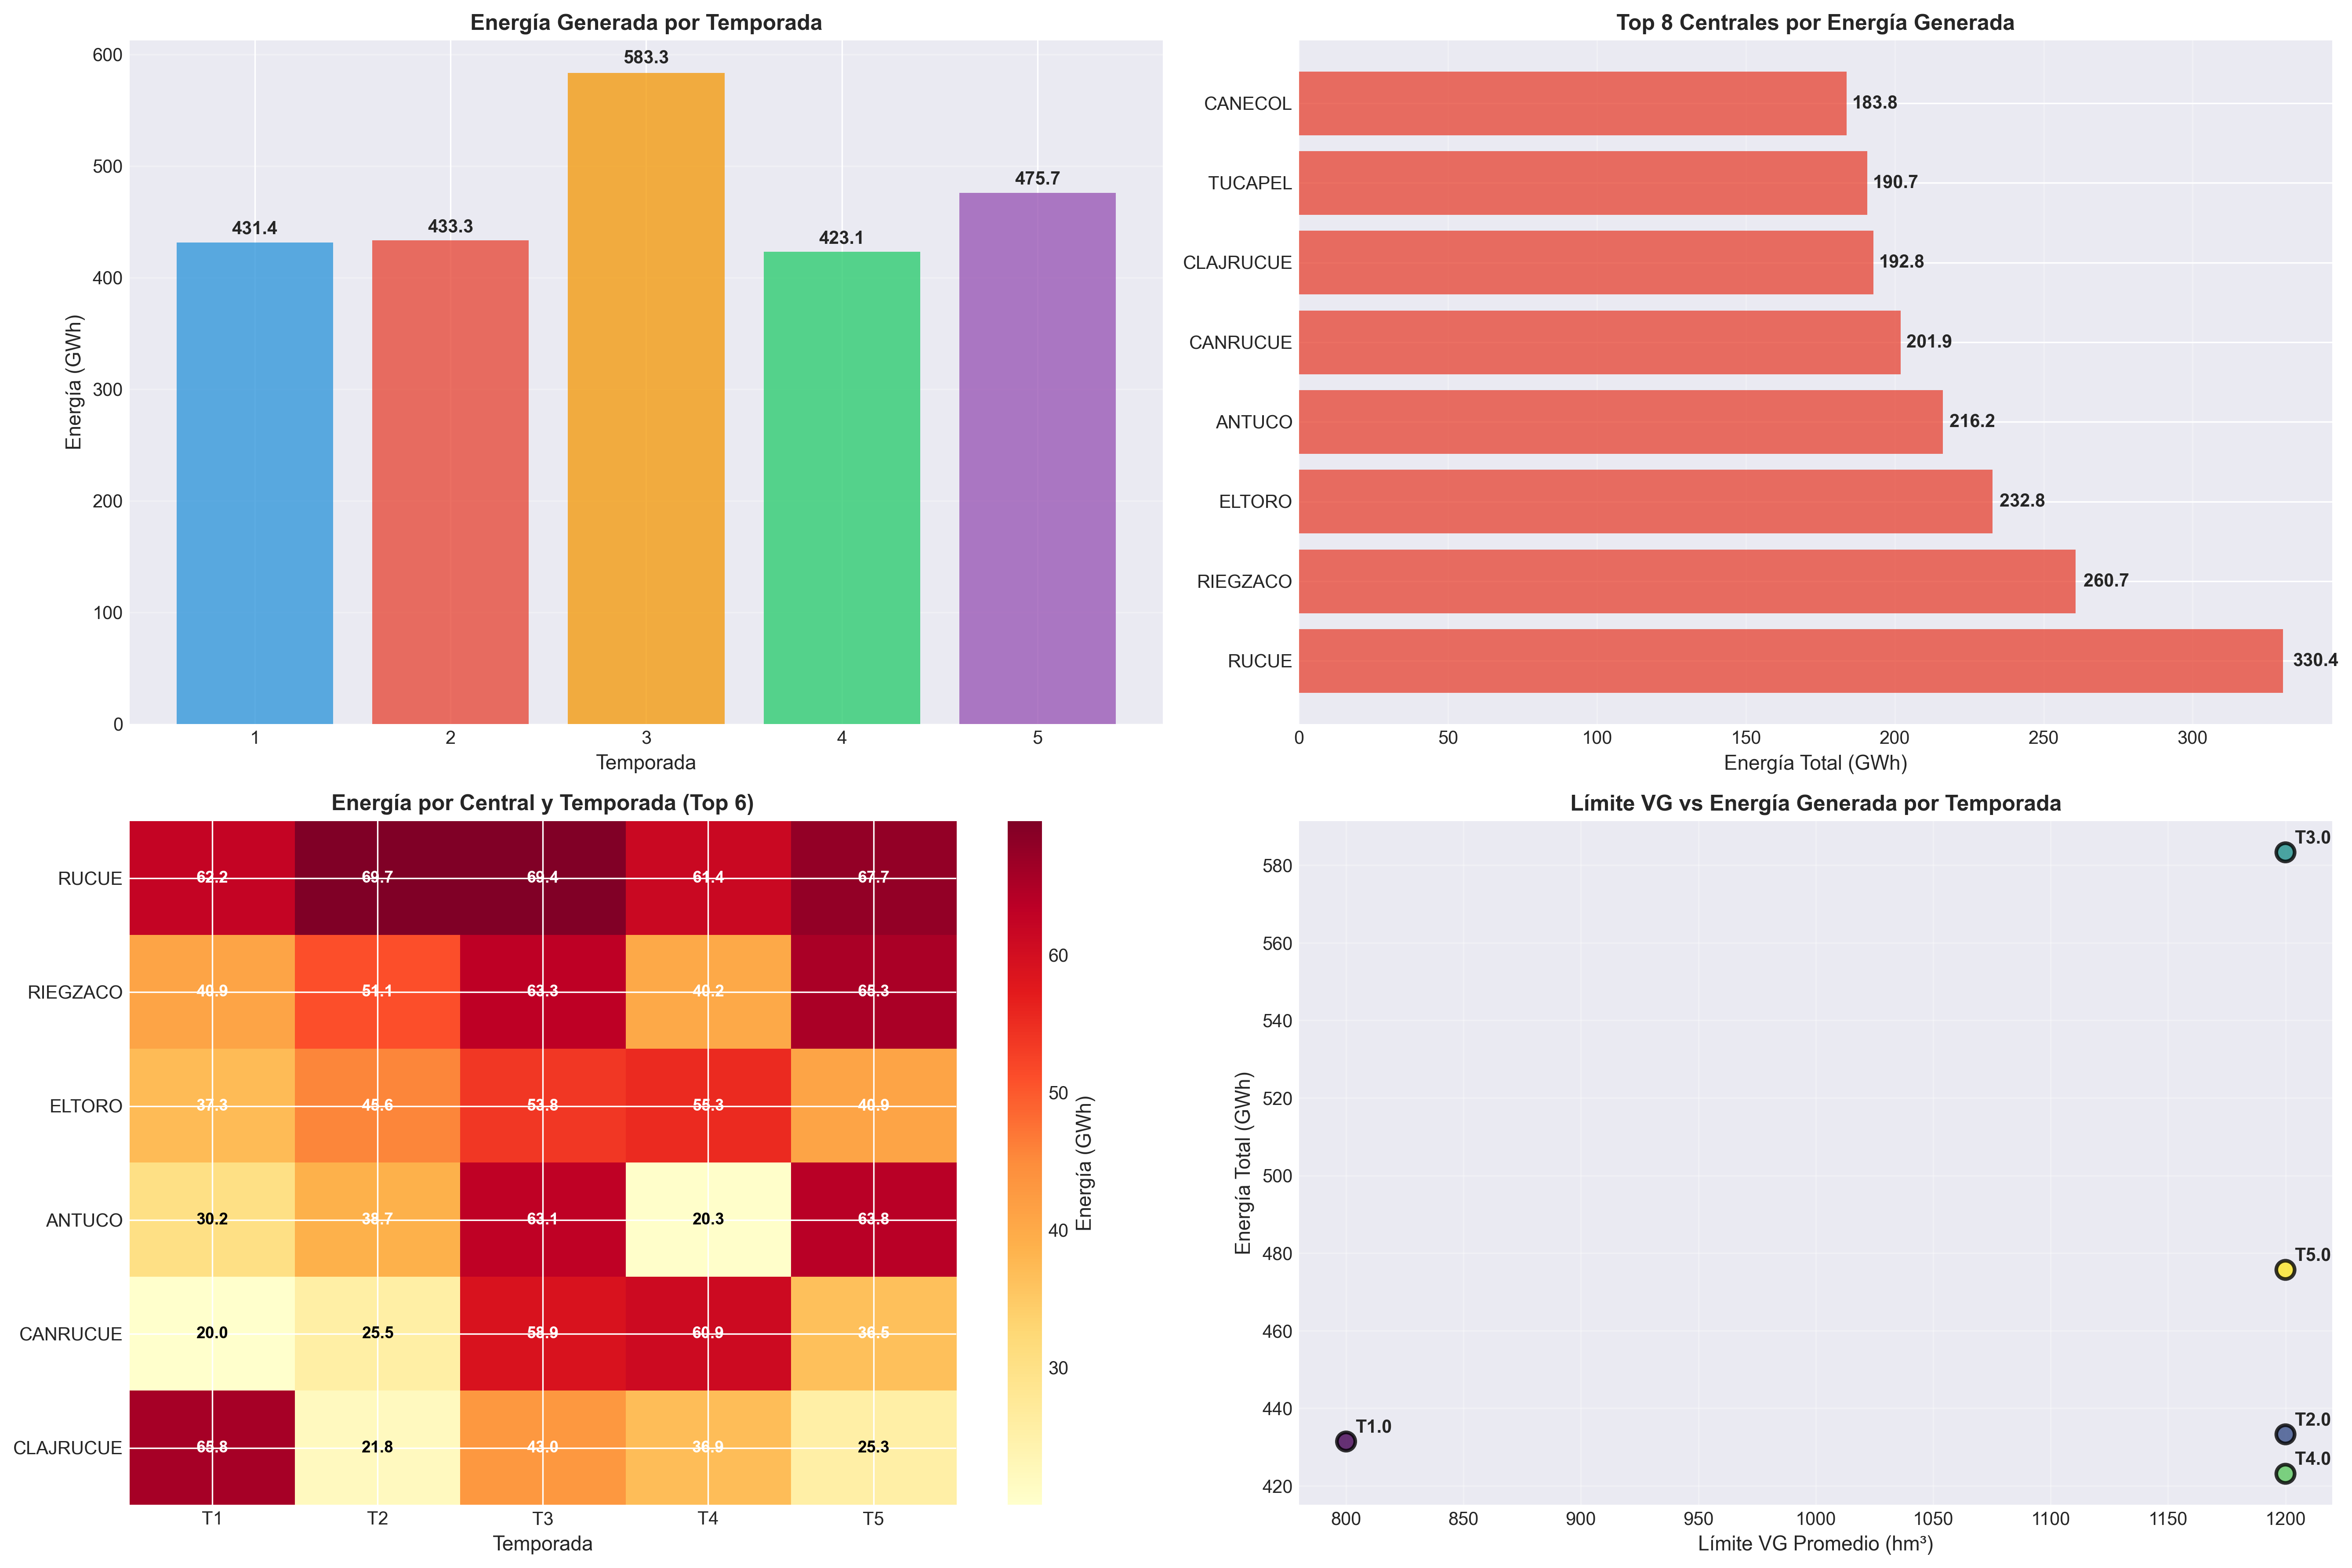 Energía Generada por Temporada
600
500
400
300
200
100
0
Energía (GWh)
431.4
433.3
583.3
423.1
475.7
1 2 3 4 5
Temporada
Top 8 Centrales por Energía Generada
CANECOL 183.8
TUCAPEL 190.7
CLAJRUCUE 192.8
CANRUCUE 201.9
ANTUCO 216.2
ELTORO 232.8
RIEGZACO 260.7
RUCUE 330.4
0 50 100 150 200 250 300
Energía Total (GWh)
Energía por Central y Temporada (Top 6)
RUCUE 62.2 69.7 69.4 61.4 67.7
RIEGZACO 40.9 51.1 63.3 40.2 65.3
ELTORO 37.3 45.6 53.8 55.3 40.9
ANTUCO 30.2 38.7 63.1 20.3 63.8
CANRUCUE 20.0 25.5 58.9 60.9 36.5
CLAJRUCUE 65.8 21.8 43.0 36.9 25.3
T1 T2 T3 T4 T5
Temporada
60
50
40
30
Energía (GWh)
Límite VG vs Energía Generada por Temporada
580
560
540
520
500
480
460
440
420
Energía Total (GWh)
T3.0
T5.0
T1.0
T2.0
T4.0
800 850 900 950 1000 1050 1100 1150 1200
Límite VG Promedio (hm³)